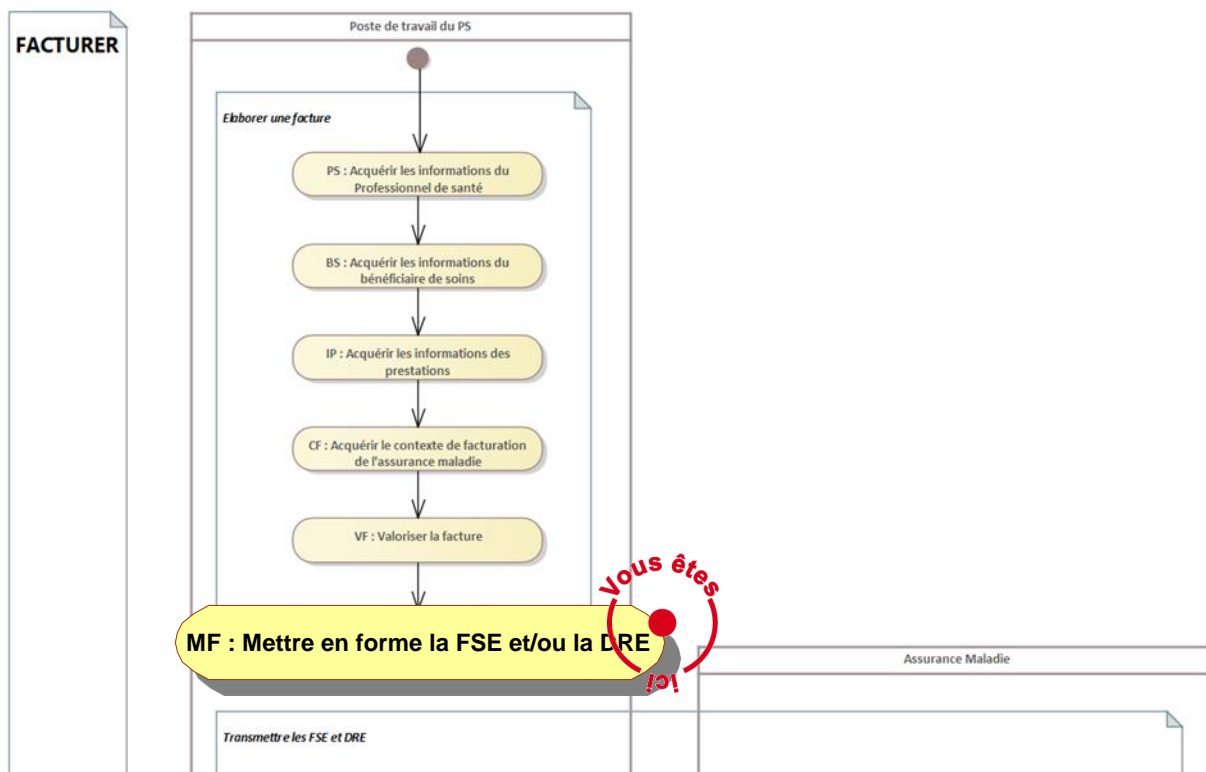 FACTURER
Poste de travail du PS
Elaborer une facture
PS : Acquérir les informations du
Professionnel de santé
BS : Acquérir les informations du
bénéficiaire de soins
IP : Acquérir les informations des
prestations
CF : Acquérir le contexte de facturation
de l'assurance maladie
VF : Valoriser la facture
Vous êtes
ici
MF : Mettre en forme la FSE et/ou la DRE
Assurance Maladie
Transmettre les FSE et DRE